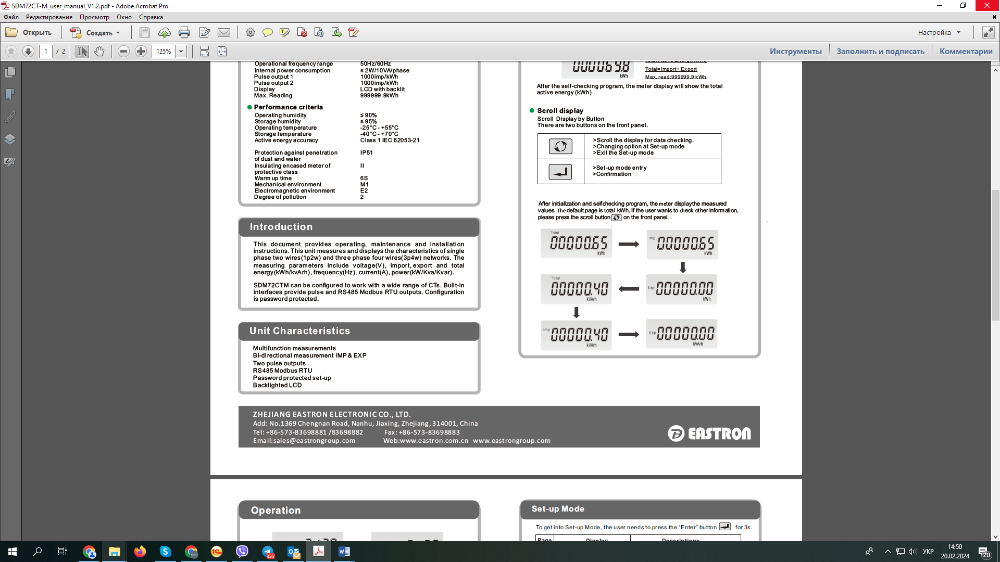 SDM72CT-M_user_manual_V1.2.pdf - Adobe Acrobat Pro
Файл Редактирование Просмотр Окно Справка
Открыть Создать Настройка
1 / 2 125% Инструменты Заполнить и подписать Комментарии
Operational frequency range 50Hz/60Hz
Internal power consumption ≤ 2W/10VA/phase
Pulse output 1 1000imp/kWh
Pulse output 2 1000imp/kWh
Display LCD with backlit
Max. Reading 999999.9kWh
Performance criteria
Operating humidity ≤ 90%
Storage humidity ≤ 95%
Operating temperature -25°C - +55°C
Storage temperature -40°C - +70°C
Active energy accuracy Class 1 IEC 62053-21
Protection against penetration IP51
of dust and water
Insulating encased meter of II
protective class
Warm up time 6S
Mechanical environment M1
Electromagnetic environment E2
Degree of pollution 2
Introduction
This document provides operating, maintenance and installation
instructions. This unit measures and displays the characteristics of single
phase two wires(1p2w) and three phase four wires(3p4w) networks. The
measuring parameters include voltage(V), import, export and total
energy(kWh/kvArh), frequency(Hz), current(A), power(kW/Kva/Kvar).
SDM72CTM can be configured to work with a wide range of CTs. Built-in
interfaces provide pulse and RS485 Modbus RTU outputs. Configuration
is password protected.
Unit Characteristics
Multifunction measurements
Bi-directional measurement IMP & EXP
Two pulse outputs
RS485 Modbus RTU
Password protected set-up
Backlighted LCD
000069.8
kWh
Total=Import+ Export
Max. read:999999.9 kWh
After the self-checking program, the meter display will show the total
active energy (kWh)
Scroll display
Scroll Display by Button
There are two buttons on the front panel.
>Scroll the display for data checking.
>Changing option at Set-up mode
>Exit the Set-up mode
>Set-up mode entry
>Confirmation
After initialization and selfchecking program, the meter displaythe measured
values. The default page is total kWh. If the user wants to check other information,
please press the scroll button on the front panel.
Total 00000.65 kWh Imp 00000.65 kWh
Total 00000.40 kVArh Exp 00000.00 kWh
Imp 00000.40 kVArh Exp 00000.00 kVArh
ZHEJIANG EASTRON ELECTRONIC CO., LTD.
Add: No.1369 Chengnan Road, Nanhu, Jiaxing, Zhejiang, 314001, China
Tel: +86-573-83698881 /83698882 Fax: +86-573-83698883
Email:sales@eastrongroup.com Web:www.eastron.com.cn www.eastrongroup.com
EASTRON
Operation
Set-up Mode
To get into Set-up Mode, the user needs to press the “Enter” button for 3s.
Page Display Descriptions
435
УКР
14:50
20.02.2024
20